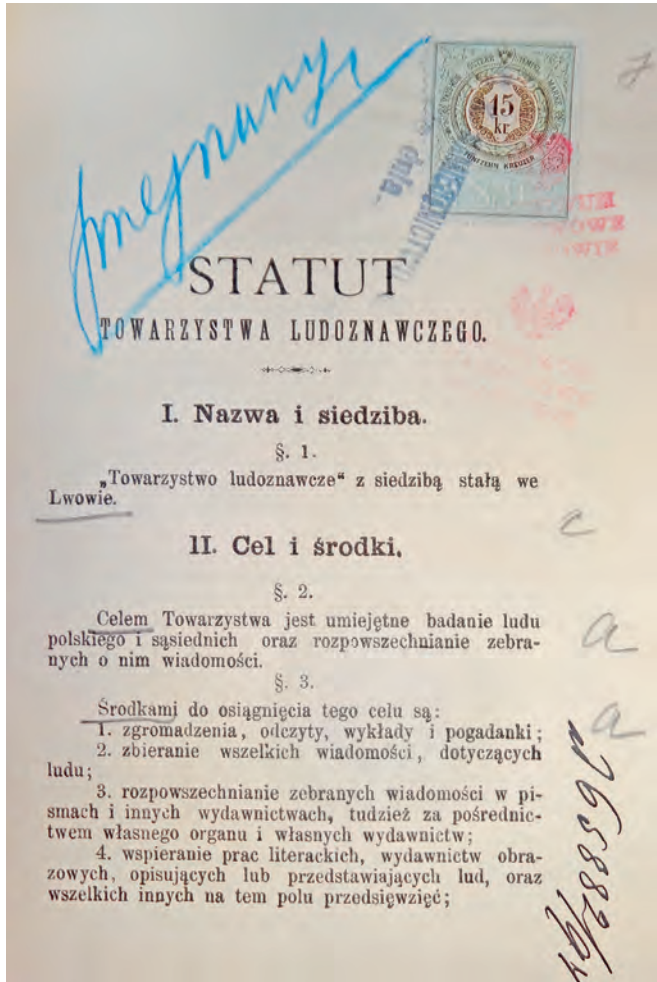 15
kr
FÜNFZEHN KREUZER
dnia
STATUT
TOWARZYSTWA LUDOZNAWCZEGO.
I. Nazwa i siedziba.
§. 1.
„Towarzystwo ludoznawcze“ z siedzibą stałą we
Lwowie.
c
II. Cel i środki.
§. 2.
Celem Towarzystwa jest umiejętne badanie ludu
polskiego i sąsiednich oraz rozpowszechnianie zebra-
nych o nim wiadomości.
a
§. 3.
Środkami do osiągnięcia tego celu są:
a
1. zgromadzenia, odczyty, wykłady i pogadanki;
2. zbieranie wszelkich wiadomości, dotyczących
ludu;
3. rozpowszechnianie zebranych wiadomości w pi-
smach i innych wydawnictwach, tudzież za pośrednic-
twem własnego organu i własnych wydawnictw;
4. wspieranie prac literackich, wydawnictw obra-
zowych, opisujących lub przedstawiających lud, oraz
wszelkich innych na tem polu przedsięwzięć;